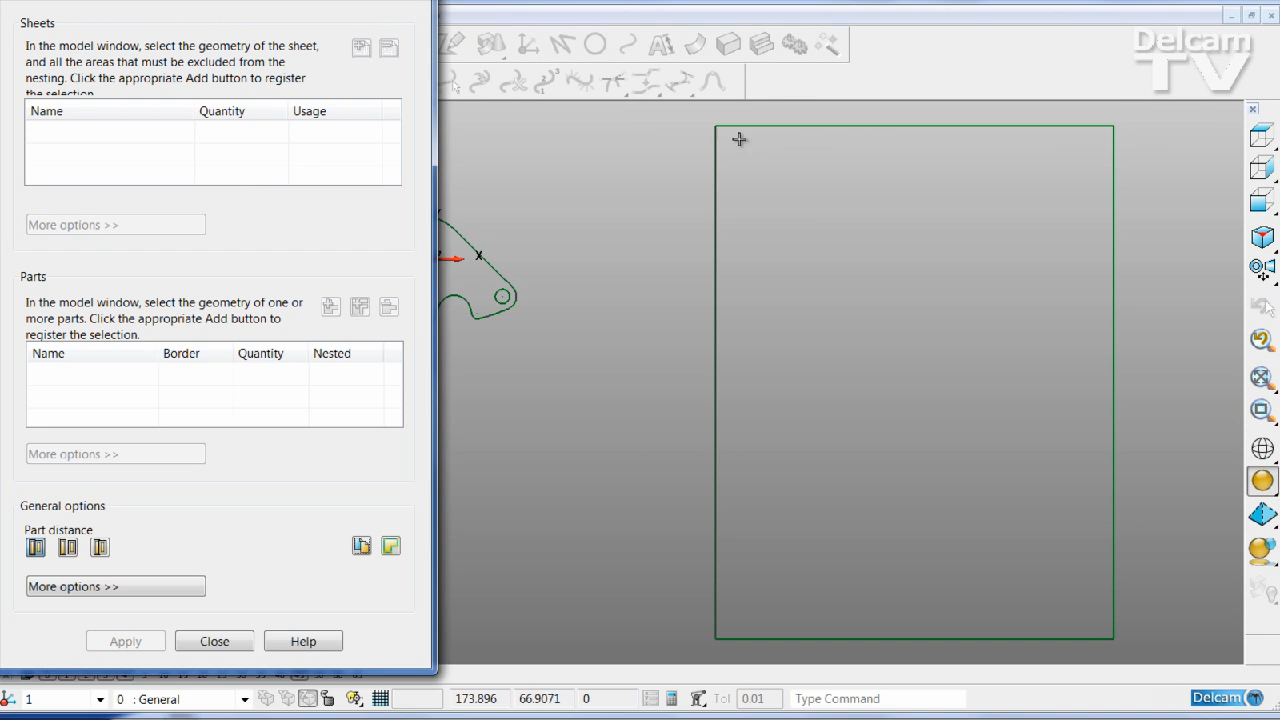 Sheets
In the model window, select the geometry of the sheet,
and all the areas that must be excluded from the
nesting. Click the appropriate Add button to register
the selection.
Name Quantity Usage
More options >>
Parts
In the model window, select the geometry of one or
more parts. Click the appropriate Add button to
register the selection.
Name Border Quantity Nested
More options >>
General options
Part distance
More options >>
Apply Close Help
X
Delcam
TV
1 0 : General 173.896 66.9071 0 Tol 0.01 Type Command Delcam